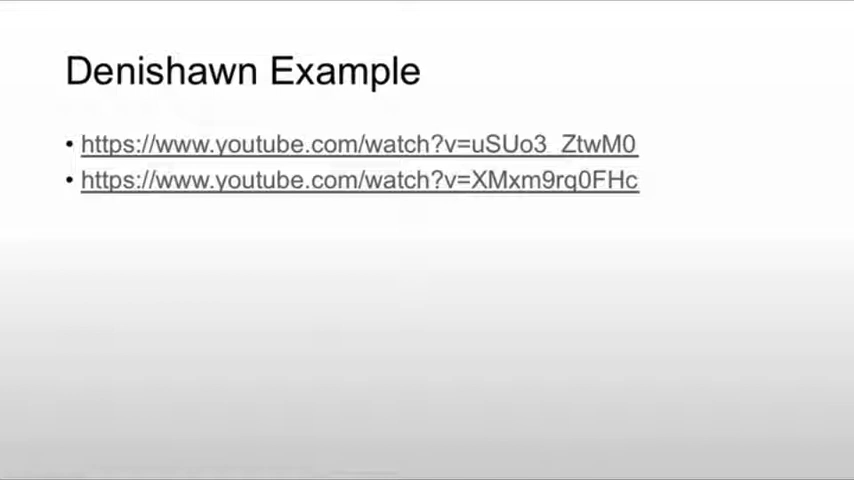 Denishawn Example
• https://www.youtube.com/watch?v=uSUo3_ZtwM0
• https://www.youtube.com/watch?v=XMxm9rq0FHc